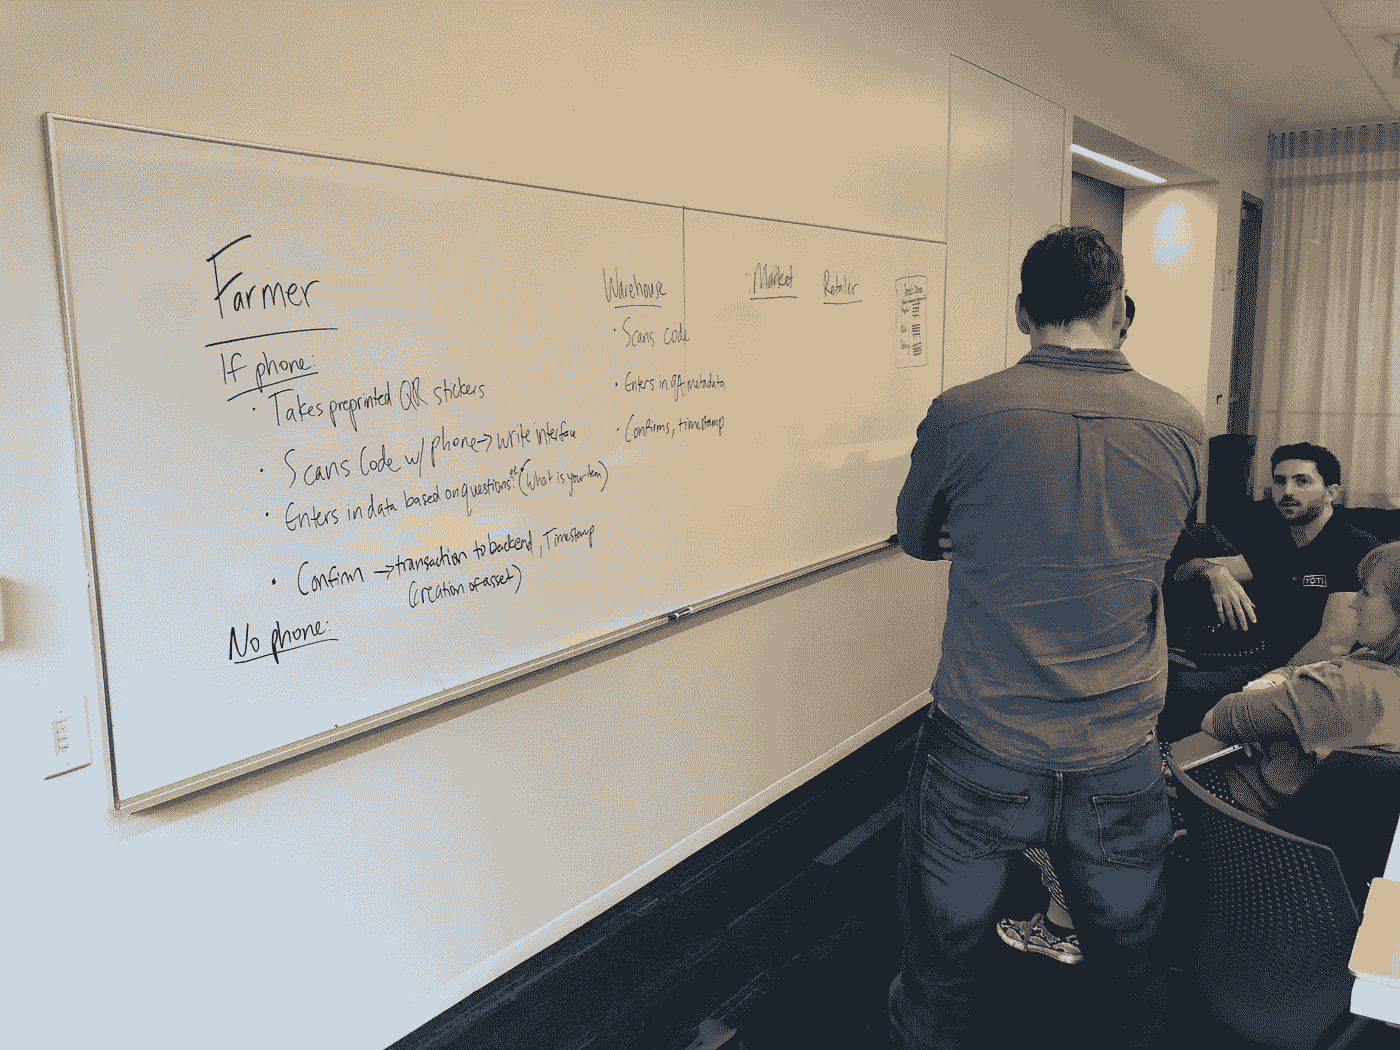 Farmer
If phone:
· Takes preprinted QR stickers
· Scans Code w/ phone → write interface
· Enters in data based on questions: (What is your item)
· Confirm → transaction to backend, Timestamp
(creation of asset)
No phone:
Warehouse
· Scans code
· Enters in QA metadata
· Confirms, timestamp
Market
Retailer
YOTI